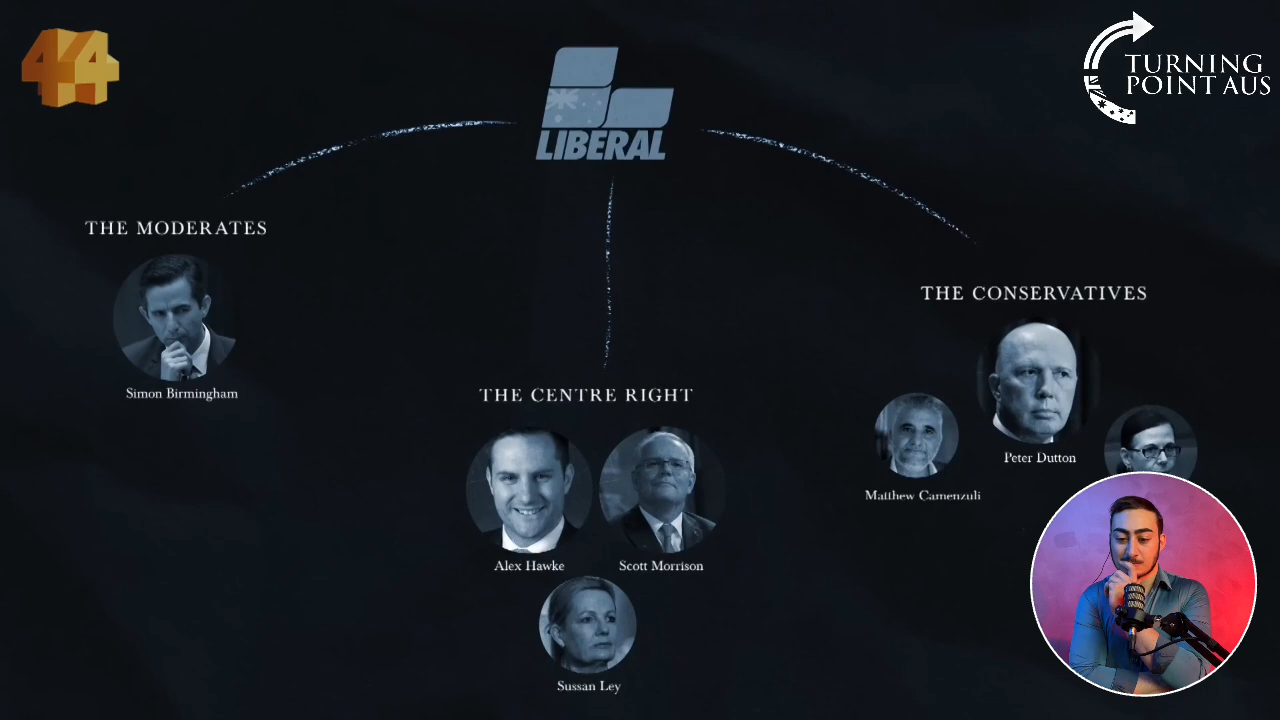 44
LIBERAL
TURNING
POINT AUS
THE MODERATES
Simon Birmingham
THE CENTRE RIGHT
Alex Hawke
Scott Morrison
Sussan Ley
THE CONSERVATIVES
Peter Dutton
Matthew Camenzuli